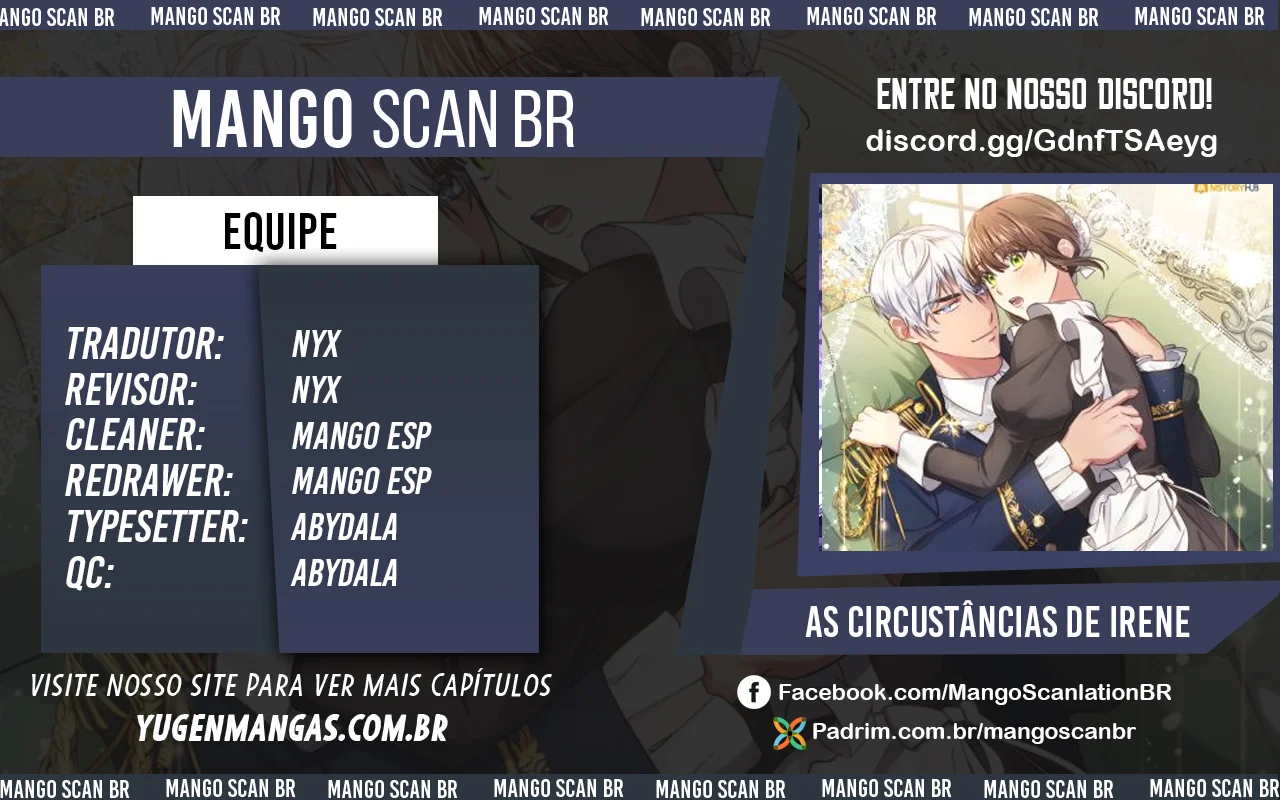 ANGO SCAN BR MANGO SCAN BR MANGO SCAN BR MANGO SCAN BR MANGO SCAN BR MANGO SCAN BR MANGO SCAN BR MANGO SCAN BR
MANGO SCAN BR
EQUIPE
TRADUTOR: NYX
REVISOR: NYX
CLEANER: MANGO ESP
REDRAWER: MANGO ESP
TYPESETTER: ABYDALA
QC: ABYDALA
VISITE NOSSO SITE PARA VER MAIS CAPÍTULOS
YUGENMANGAS.COM.BR
ENTRE NO NOSSO DISCORD!
discord.gg/GdnfTSAeyg
MSTORYHUB
AS CIRCUSTÂNCIAS DE IRENE
Facebook.com/MangoScanlationBR
Padrim.com.br/mangoscanbr
MANGO SCAN BR MANGO SCAN BR MANGO SCAN BR MANGO SCAN BR MANGO SCAN BR MANGO SCAN BR MANGO SCAN BR MANGO SCAN BR